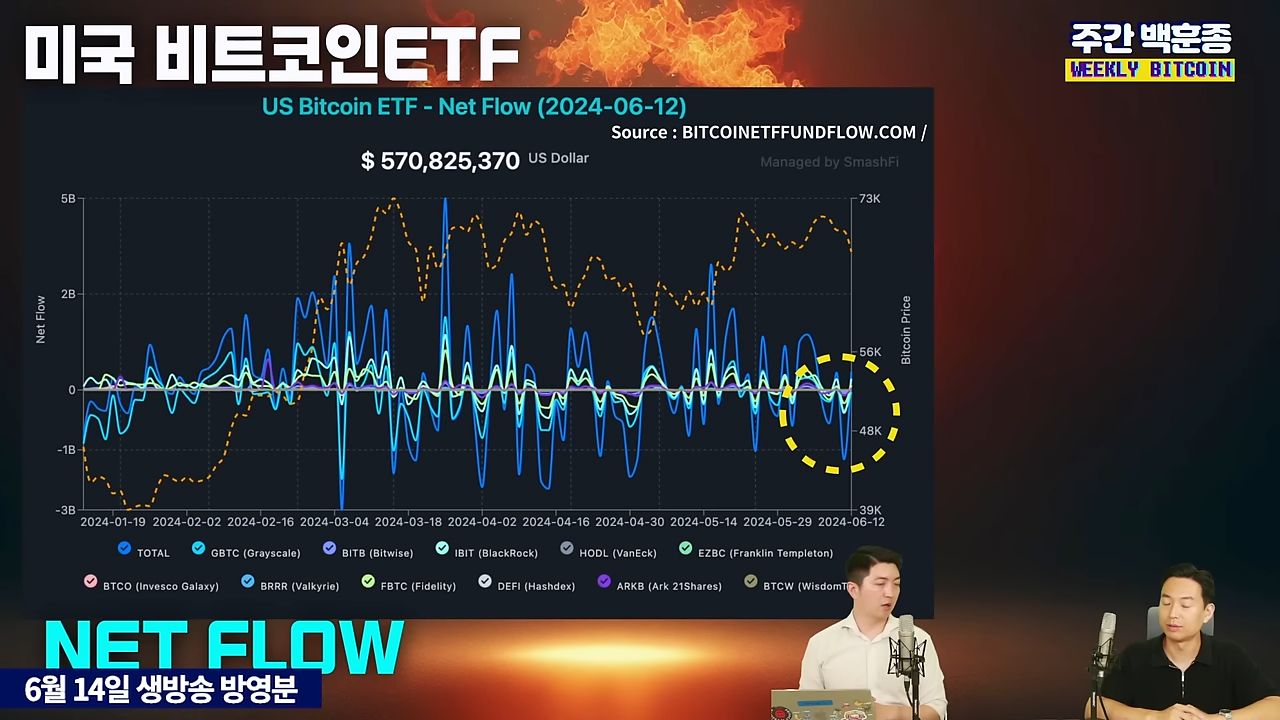 미국 비트코인ETF
주간 백훈종
WEEKLY BITCOIN
US Bitcoin ETF - Net Flow (2024-06-12)
Source : BITCOINETFFUNDFLOW.COM /
$ 570,825,370 US Dollar
Managed by SmashFi
5B
73K
2B
Net Flow
Bitcoin Price
56K
0
48K
-1B
-3B
39K
2024-01-19 2024-02-02 2024-02-16 2024-03-04 2024-03-18 2024-04-02 2024-04-16 2024-04-30 2024-05-14 2024-05-29 2024-06-12
TOTAL GBTC (Grayscale) BITB (Bitwise) IBIT (BlackRock) HODL (VanEck) EZBC (Franklin Templeton)
BTCO (Invesco Galaxy) BRRR (Valkyrie) FBTC (Fidelity) DEFI (Hashdex) ARKB (Ark 21Shares) BTCW (WisdomT
NET FLOW
6월 14일 생방송 방영분